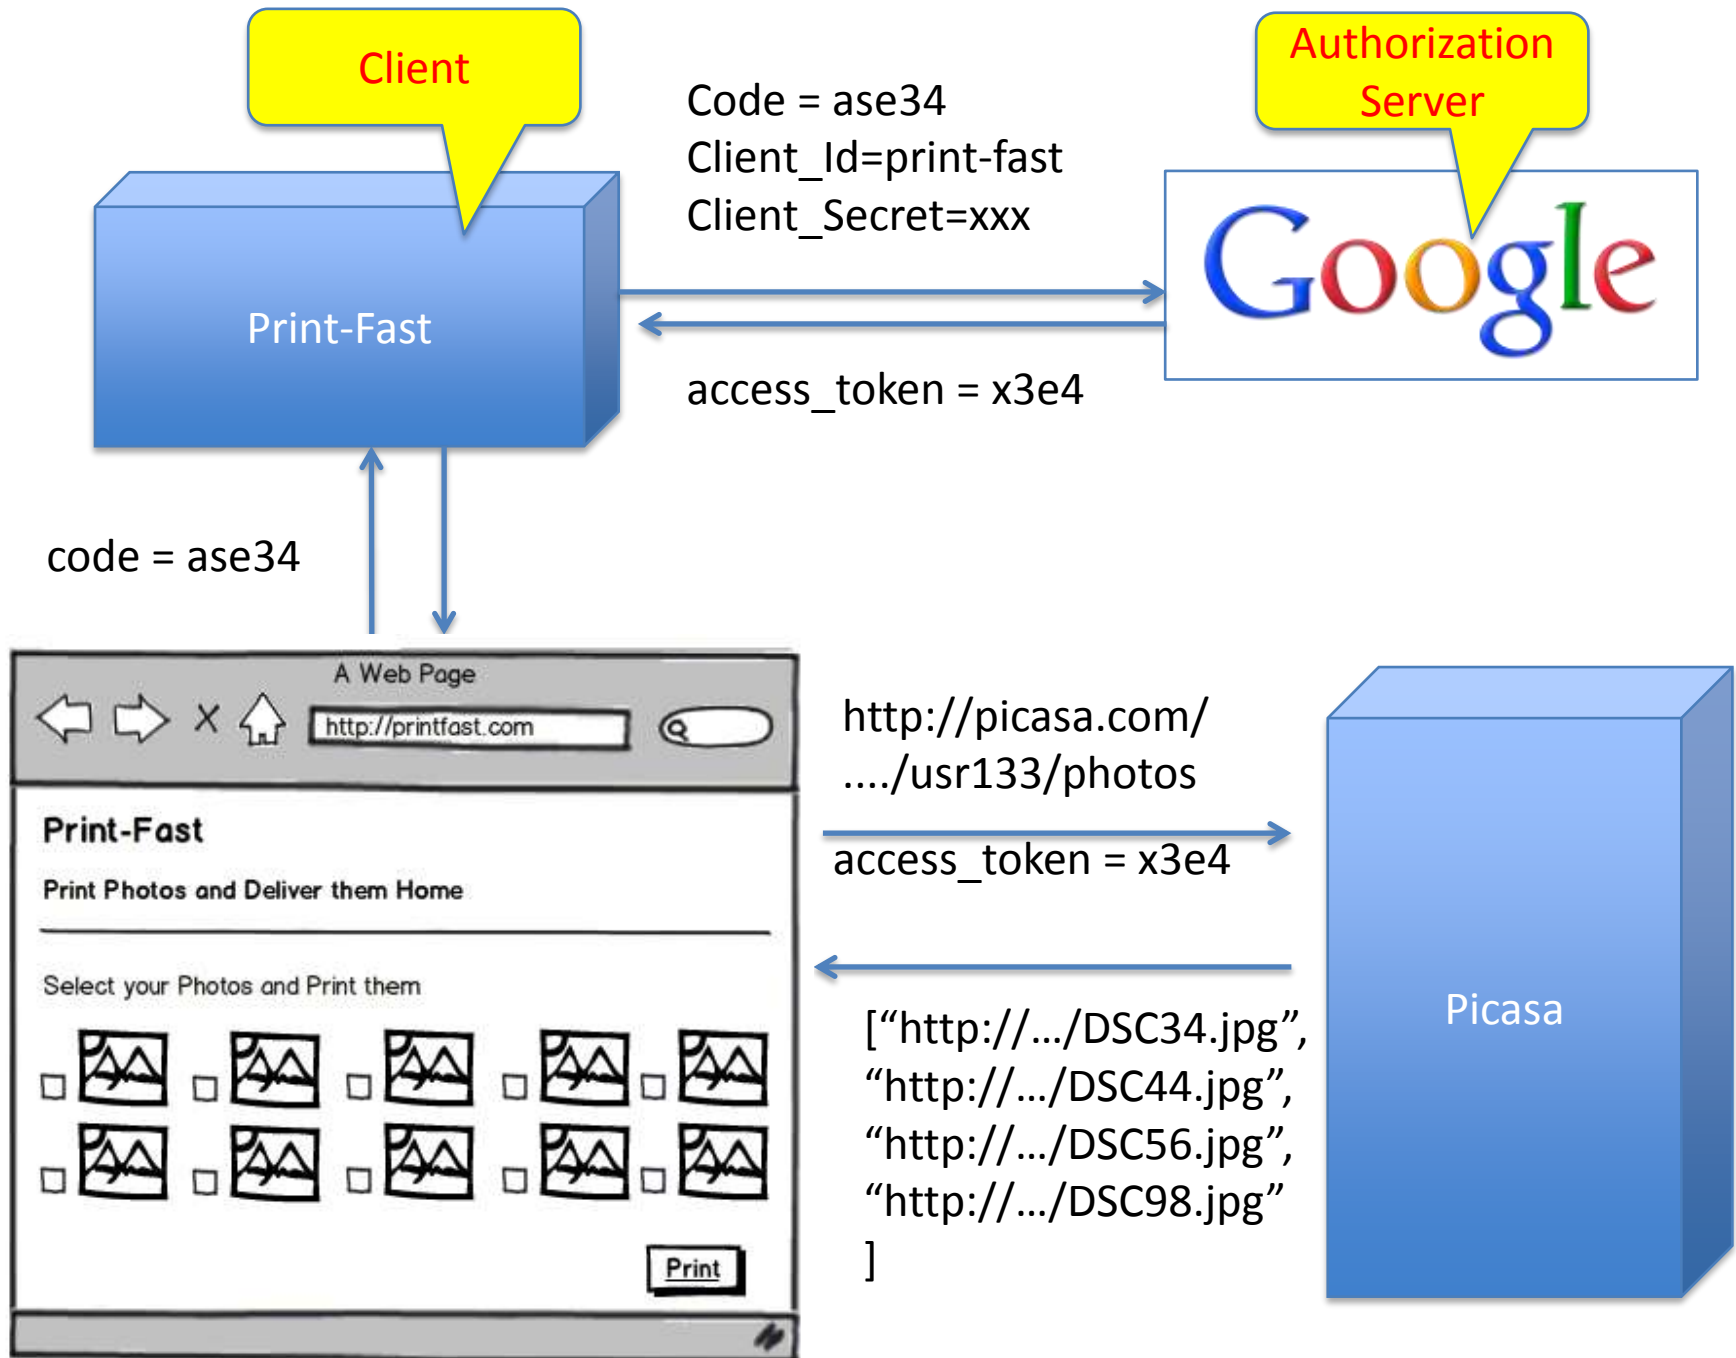 Client
Authorization
Server
Code = ase34
Client_Id=print-fast
Client_Secret=xxx
Google
Print-Fast
access_token = x3e4
code = ase34
A Web Page
http://printfast.com
Print-Fast
Print Photos and Deliver them Home
Select your Photos and Print them
Print
http://picasa.com/
..../usr133/photos
access_token = x3e4
[“http://.../DSC34.jpg”,
“http://.../DSC44.jpg”,
“http://.../DSC56.jpg”,
“http://.../DSC98.jpg”
]
Picasa